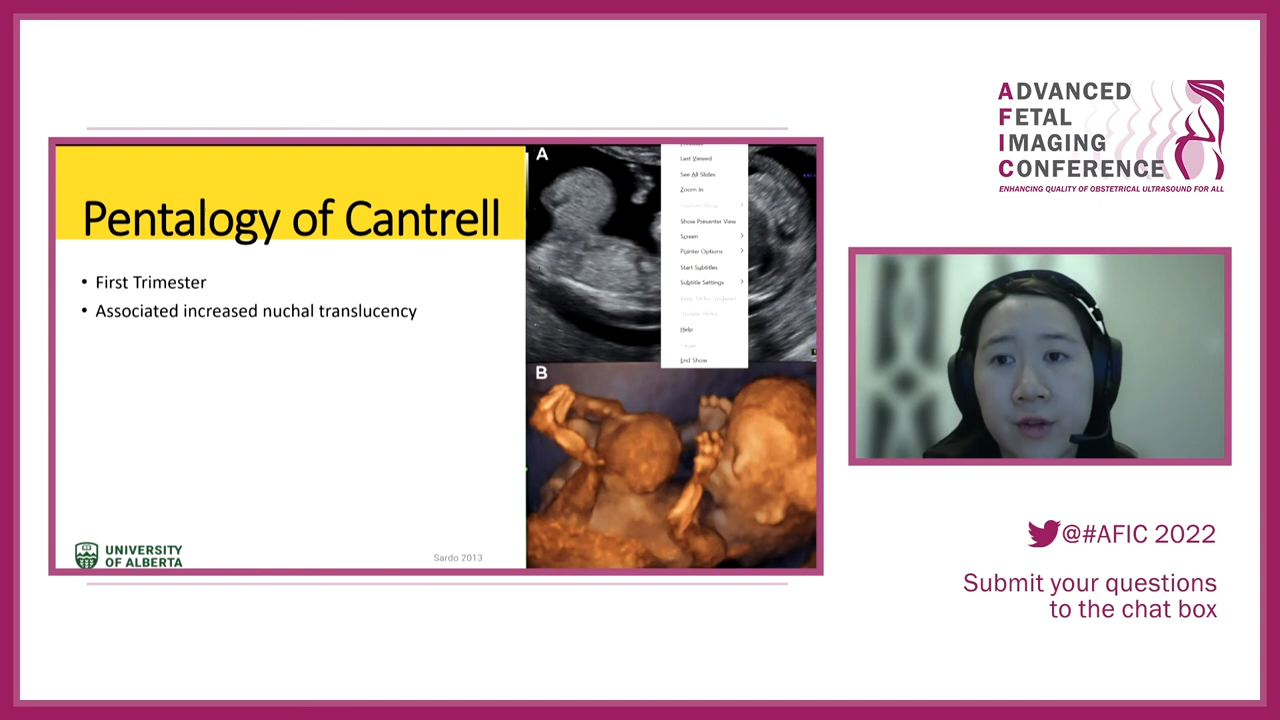 ADVANCED
FETAL
IMAGING
CONFERENCE
ENHANCING QUALITY OF OBSTETRICAL ULTRASOUND FOR ALL
Pentalogy of Cantrell
• First Trimester
• Associated increased nuchal translucency
UNIVERSITY
OF ALBERTA
Sardo 2013
A
Last Viewed
See All Slides
Zoom In
Show Presenter View
Screen
Pointer Options
Start Subtitles
Subtitle Settings
Help
End Show
B
@#AFIC 2022
Submit your questions
to the chat box